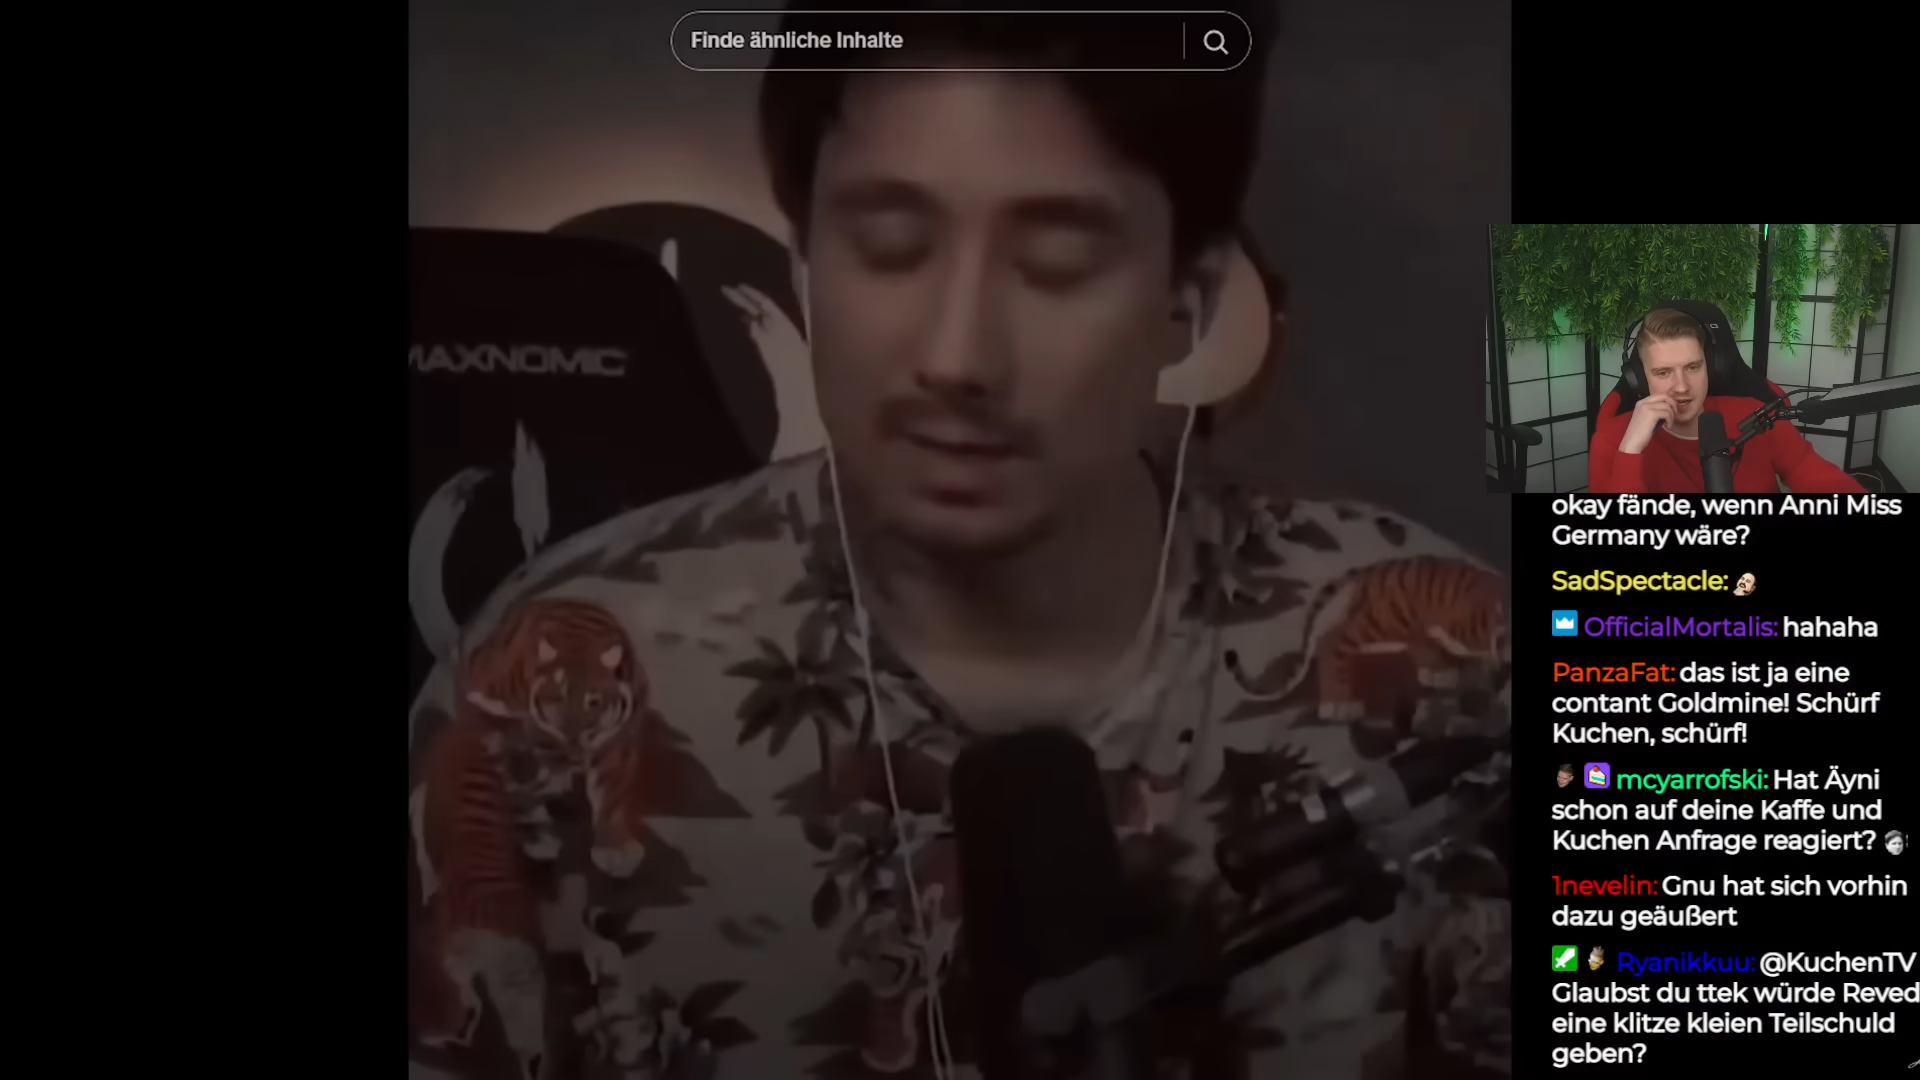 Finde ähnliche Inhalte
MAXNOMIC
okay fände, wenn Anni Miss
Germany wäre?
SadSpectacle:
OfficialMortalis: hahaha
PanzaFat: das ist ja eine
contant Goldmine! Schürf
Kuchen, schürf!
mcyarrofski: Hat Äyni
schon auf deine Kaffe und
Kuchen Anfrage reagiert?
1nevelin: Gnu hat sich vorhin
dazu geäußert
Ryanikkuu: @KuchenTV
Glaubst du ttek würde Reved
eine klitze kleien Teilschuld
geben?